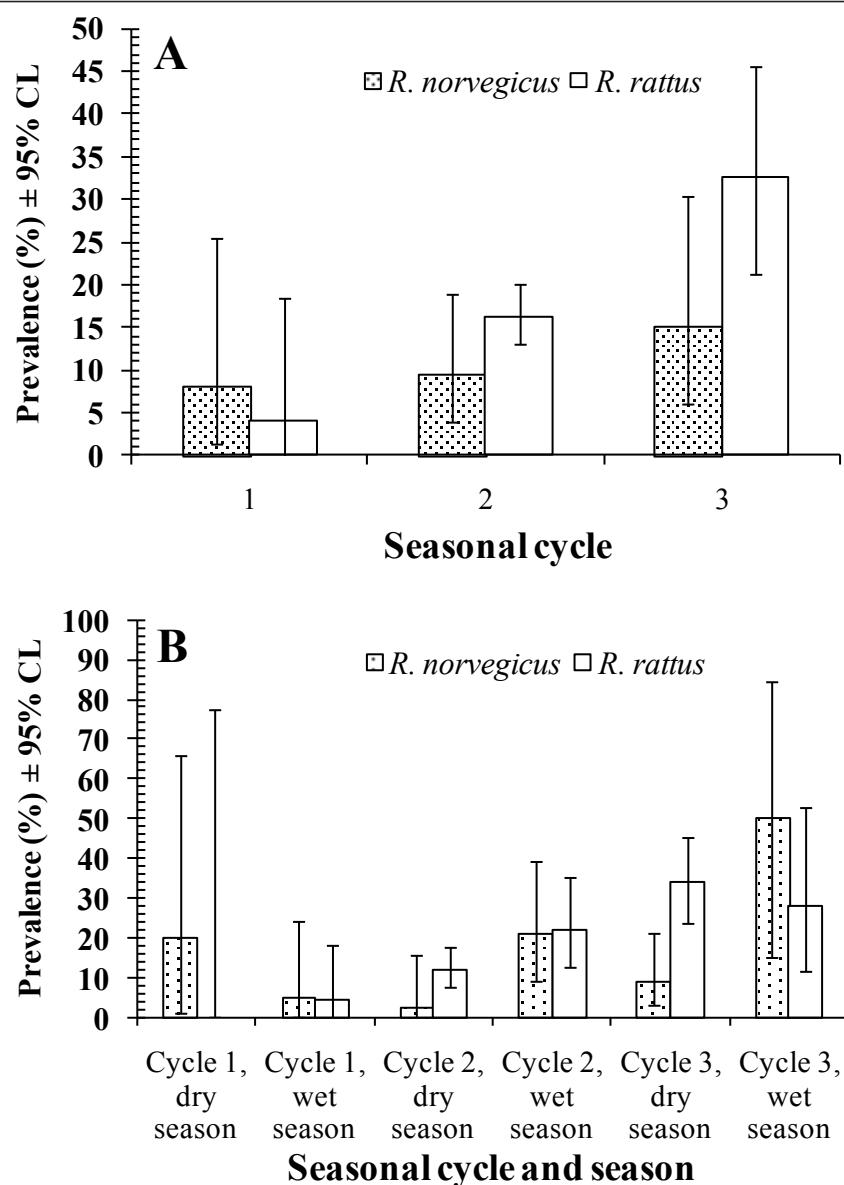 A
R. norvegicus R. rattus
Prevalence (%) ± 95% CL
50
45
40
35
30
25
20
15
10
5
0
1 2 3
Seasonal cycle
B
R. norvegicus R. rattus
Prevalence (%) ± 95% CL
100
90
80
70
60
50
40
30
20
10
0
Cycle 1, Cycle 1, Cycle 2, Cycle 2, Cycle 3, Cycle 3,
dry wet dry wet dry wet
season season season season season season
Seasonal cycle and season